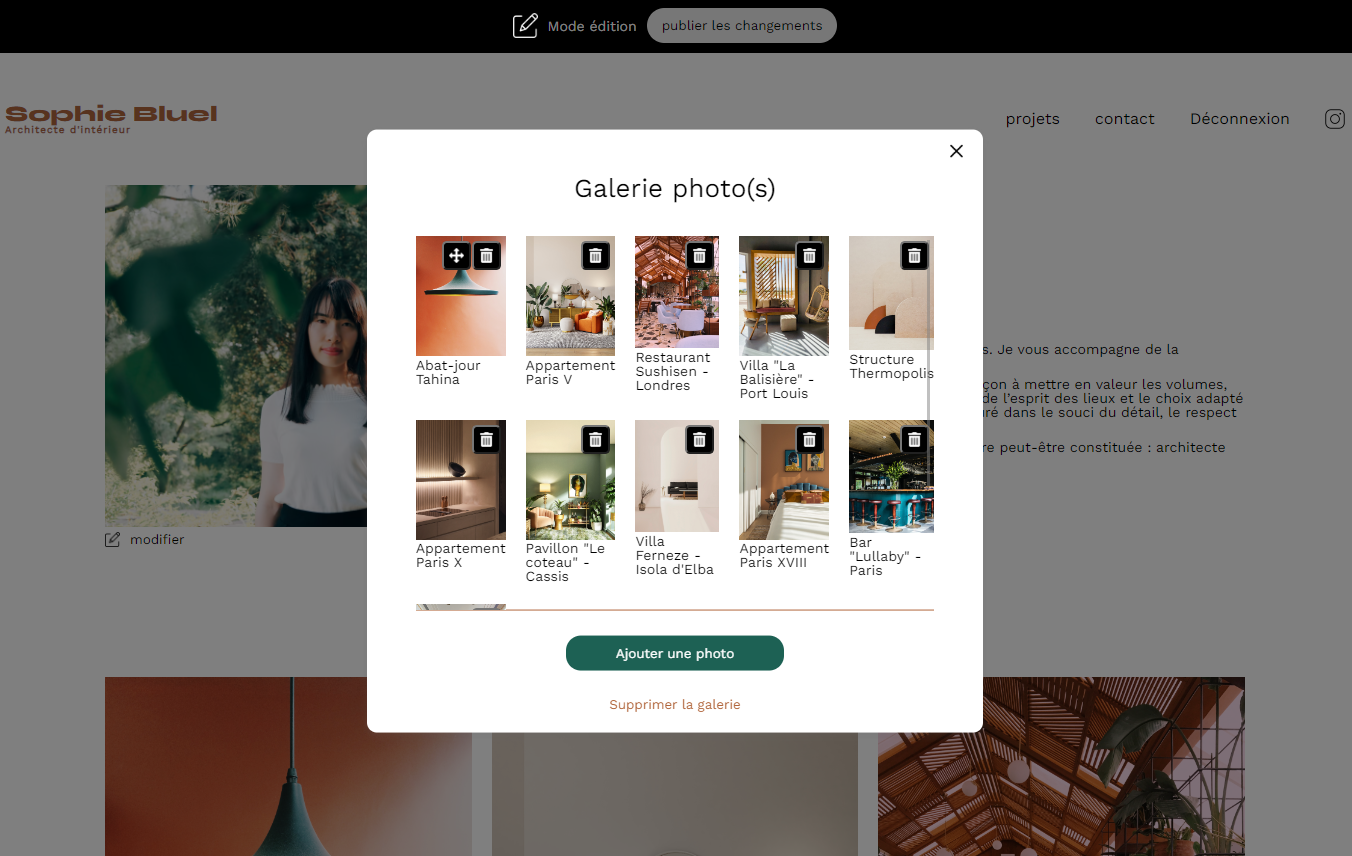 Mode édition
publier les changements
Sophie Bluel
Architecte d'intérieur
projets
contact
Déconnexion
Galerie photo(s)
Abat-jour
Tahina
Appartement
Paris V
Restaurant
Sushisen -
Londres
Villa "La
Balisière" -
Port Louis
Structure
Thermopolis
Appartement
Paris X
Pavillon "Le
coteau" -
Cassis
Villa
Ferneze -
Isola d'Elba
Appartement
Paris XVIII
Bar
"Lullaby" -
Paris
Ajouter une photo
Supprimer la galerie
s. Je vous accompagne de la
çon à mettre en valeur les volumes,
de l'esprit des lieux et le choix adapté
ré dans le souci du détail, le respect
re peut-être constituée : architecte
modifier